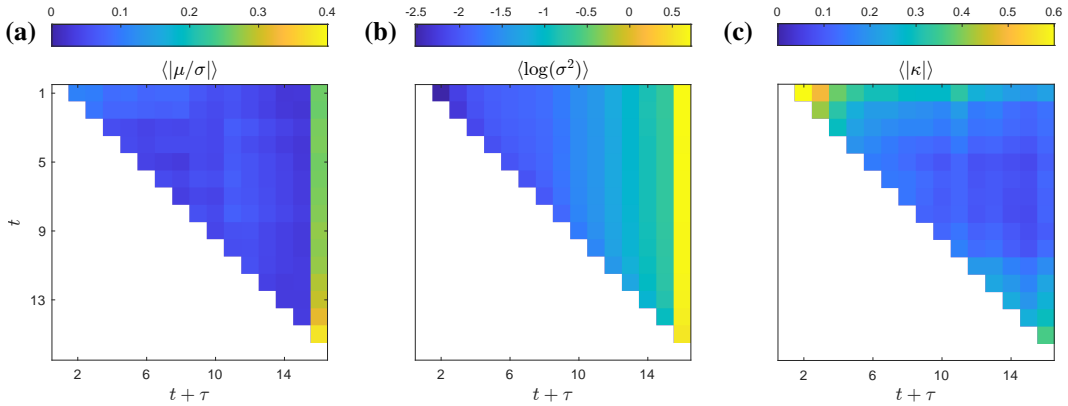 (a)
0 0.1 0.2 0.3 0.4
⟨|μ/σ|⟩
1
5
9
13
t
2 6 10 14
t + τ
(b)
-2.5 -2 -1.5 -1 -0.5 0 0.5
⟨log(σ²)⟩
2 6 10 14
t + τ
(c)
0 0.1 0.2 0.3 0.4 0.5 0.6
⟨|κ|⟩
2 6 10 14
t + τ